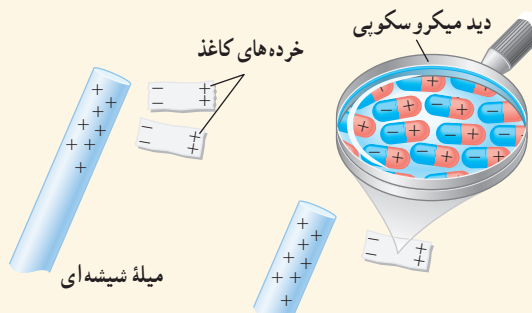 دید میکروسکوپی
خرده‌های کاغذ
میلهٔ شیشه‌ای